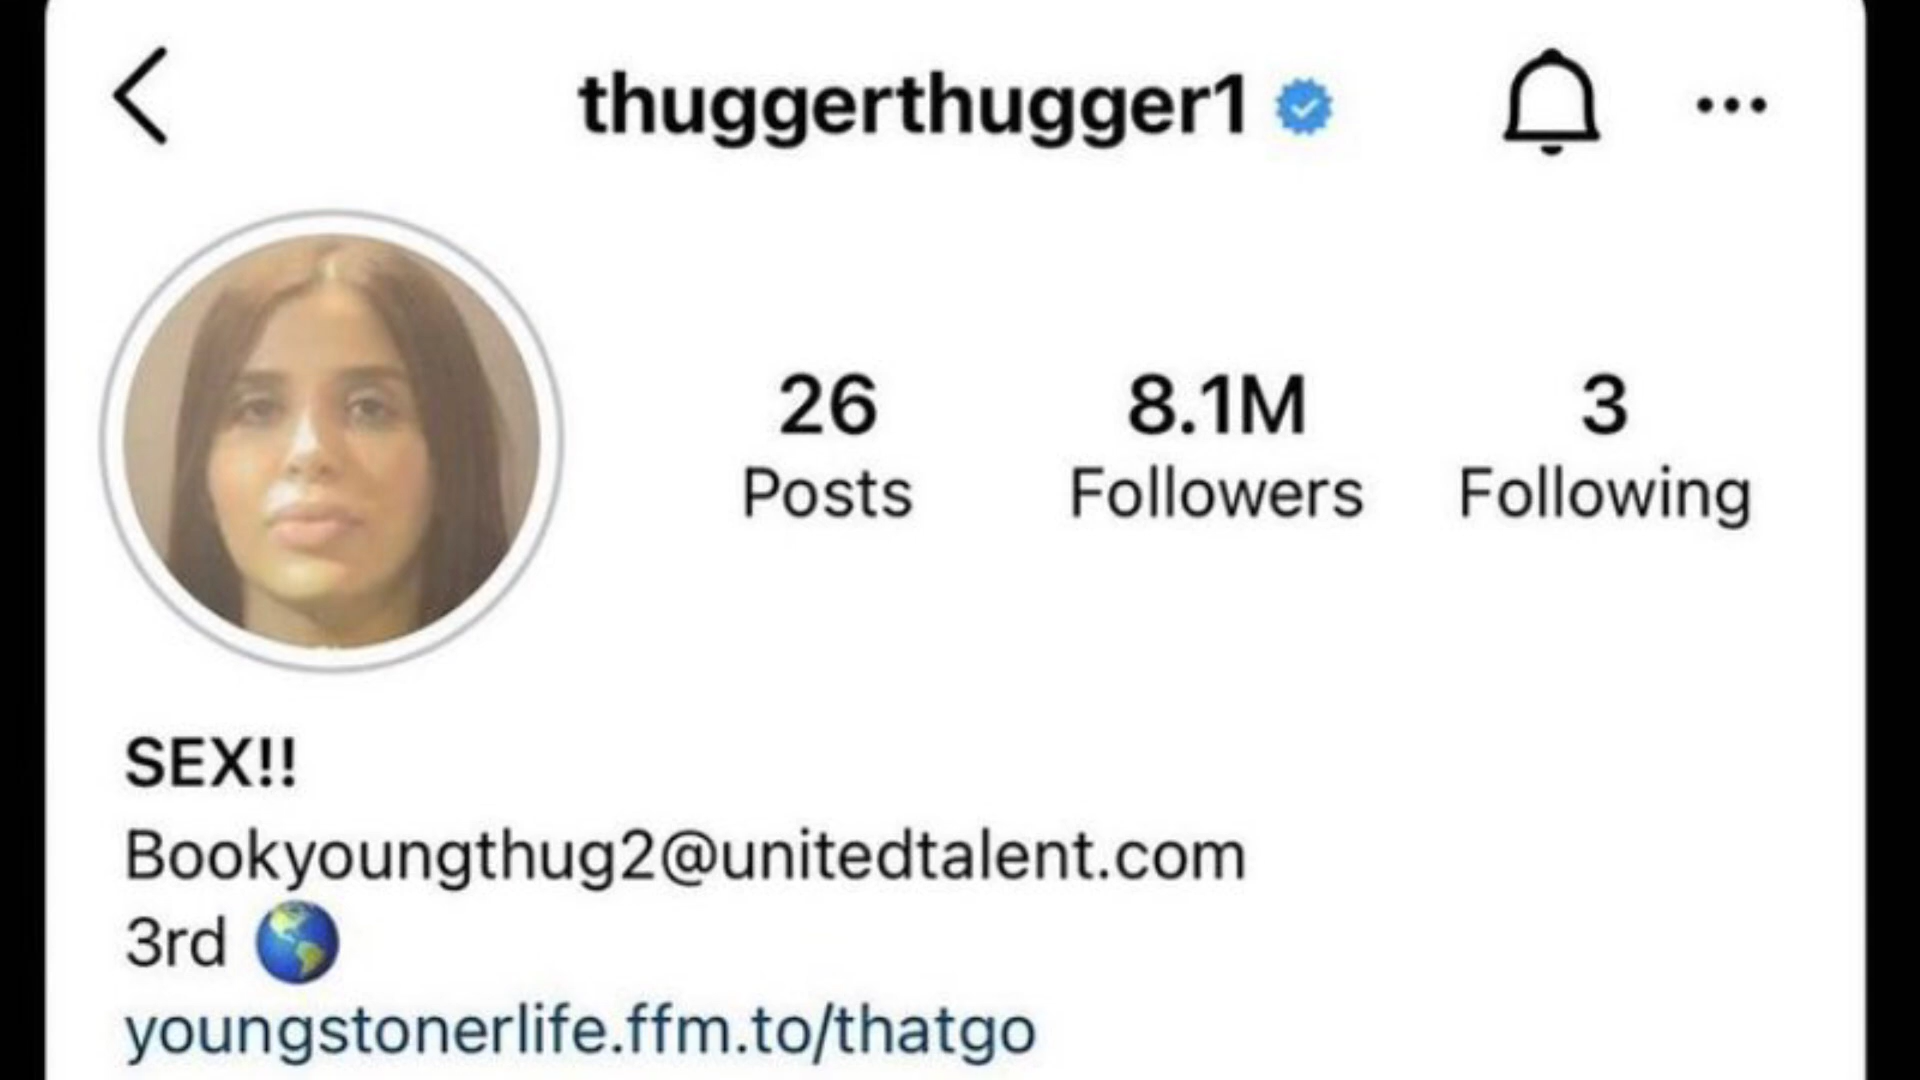 thuggerthugger1
26 8.1M 3
Posts Followers Following
SEX!!
Bookyoungthug2@unitedtalent.com
3rd 🌎
youngstonerlife.ffm.to/thatgo